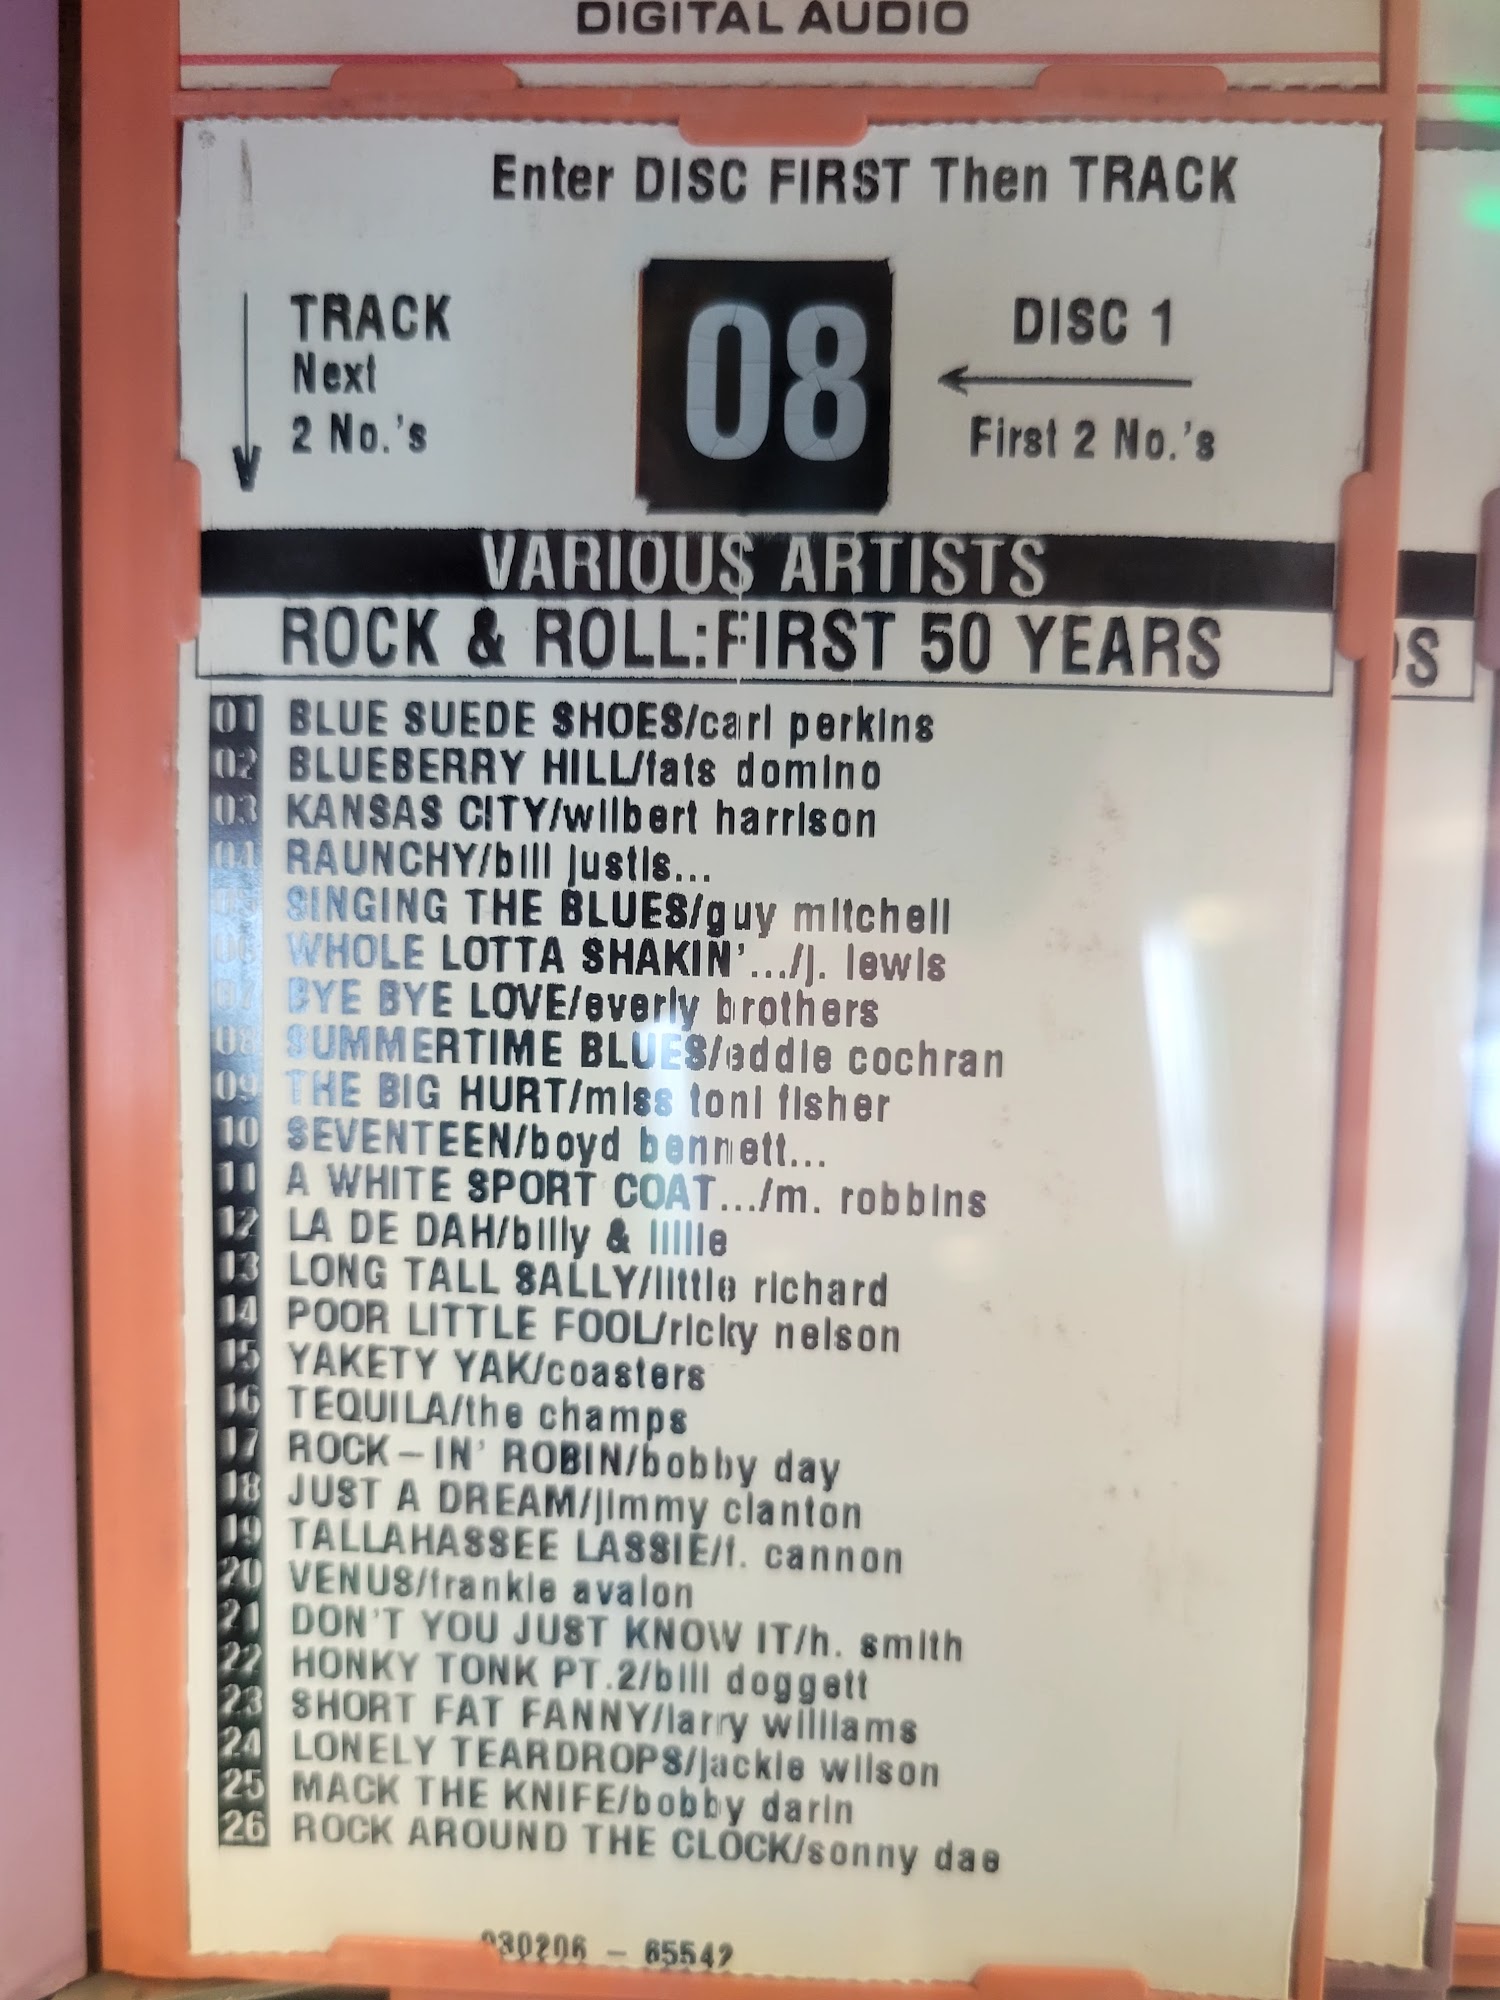 DIGITAL AUDIO
Enter DISC FIRST Then TRACK
TRACK
Next
2 No.'s
08
DISC 1
First 2 No.'s
VARIOUS ARTISTS
ROCK & ROLL:FIRST 50 YEARS
01 BLUE SUEDE SHOES/carl perkins
02 BLUEBERRY HILL/fats domino
03 KANSAS CITY/wilbert harrison
04 RAUNCHY/bill justis...
05 SINGING THE BLUES/guy mitchell
06 WHOLE LOTTA SHAKIN'.../j. lewis
07 BYE BYE LOVE/everly brothers
08 SUMMERTIME BLUES/eddie cochran
09 THE BIG HURT/miss toni fisher
10 SEVENTEEN/boyd bennett...
11 A WHITE SPORT COAT.../m. robbins
12 LA DE DAH/billy & lillie
13 LONG TALL SALLY/little richard
14 POOR LITTLE FOOL/ricky nelson
15 YAKETY YAK/coasters
16 TEQUILA/the champs
17 ROCK-IN' ROBIN/bobby day
18 JUST A DREAM/jimmy clanton
19 TALLAHASSEE LASSIE/f. cannon
20 VENUS/frankie avalon
21 DON'T YOU JUST KNOW IT/h. smith
22 HONKY TONK PT.2/bill doggett
23 SHORT FAT FANNY/larry williams
24 LONELY TEARDROPS/jackie wilson
25 MACK THE KNIFE/bobby darin
26 ROCK AROUND THE CLOCK/sonny dae
030206 - 65542